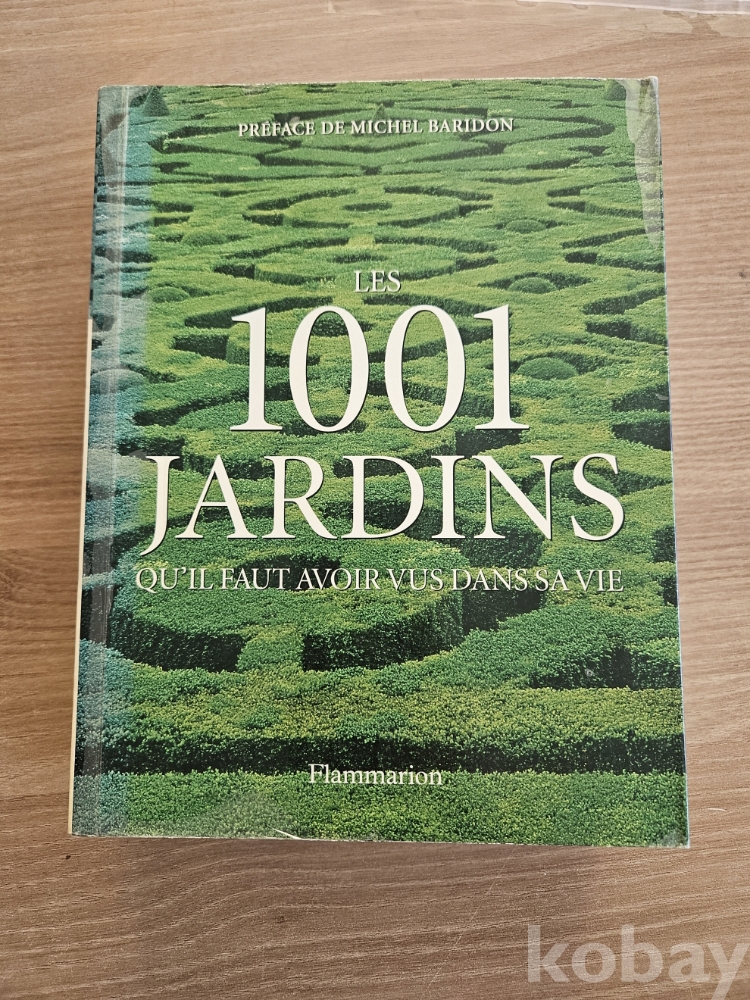 PRÉFACE DE MICHEL BARIDON
LES
1001
JARDINS
QU'IL FAUT AVOIR VUS DANS SA VIE
Flammarion
kobay